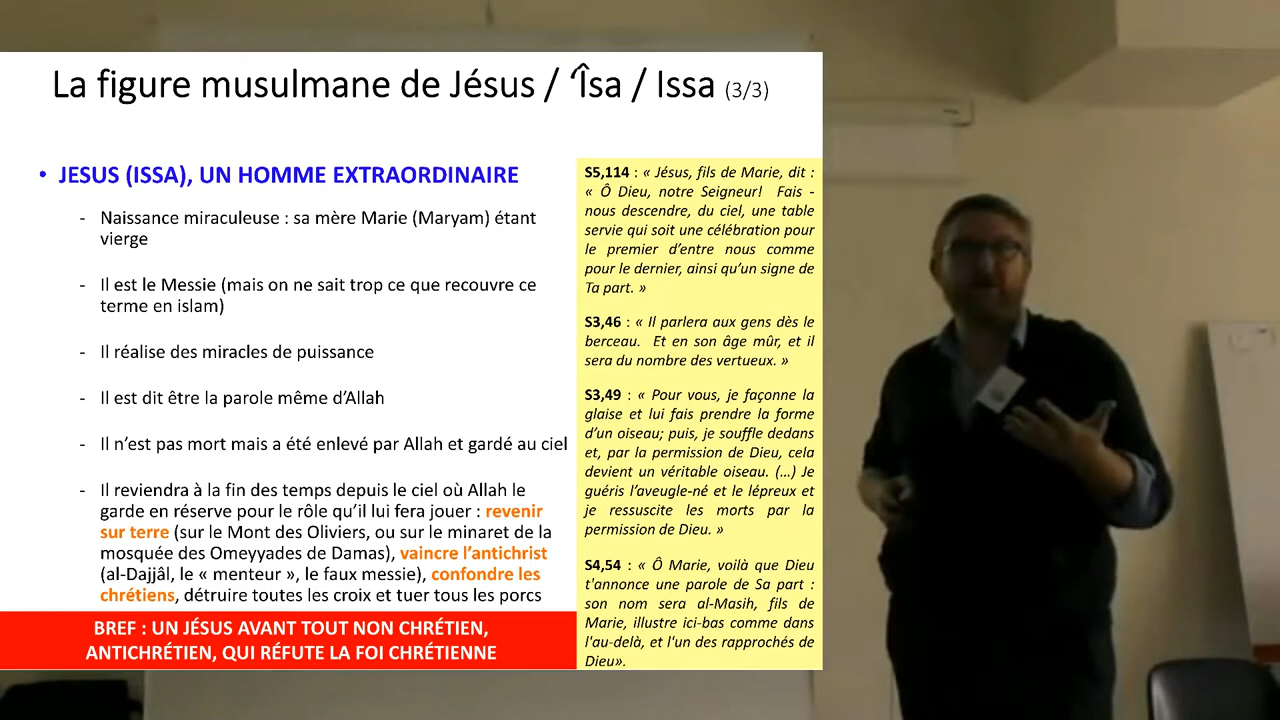 La figure musulmane de Jésus / ‘Îsa / Issa (3/3)
• JESUS (ISSA), UN HOMME EXTRAORDINAIRE
- Naissance miraculeuse : sa mère Marie (Maryam) étant
vierge
- Il est le Messie (mais on ne sait trop ce que recouvre ce
terme en islam)
- Il réalise des miracles de puissance
- Il est dit être la parole même d’Allah
- Il n’est pas mort mais a été enlevé par Allah et gardé au ciel
- Il reviendra à la fin des temps depuis le ciel où Allah le
garde en réserve pour le rôle qu’il lui fera jouer : revenir
sur terre (sur le Mont des Oliviers, ou sur le minaret de la
mosquée des Omeyyades de Damas), vaincre l’antichrist
(al-Dajjâl, le « menteur », le faux messie), confondre les
chrétiens, détruire toutes les croix et tuer tous les porcs
BREF : UN JÉSUS AVANT TOUT NON CHRÉTIEN,
ANTICHRÉTIEN, QUI RÉFUTE LA FOI CHRÉTIENNE
S5,114 : « Jésus, fils de Marie, dit :
« Ô Dieu, notre Seigneur! Fais -
nous descendre, du ciel, une table
servie qui soit une célébration pour
le premier d’entre nous comme
pour le dernier, ainsi qu’un signe de
Ta part. »
S3,46 : « Il parlera aux gens dès le
berceau. Et en son âge mûr, et il
sera du nombre des vertueux. »
S3,49 : « Pour vous, je façonne la
glaise et lui fais prendre la forme
d’un oiseau; puis, je souffle dedans
et, par la permission de Dieu, cela
devient un véritable oiseau. (…) Je
guéris l’aveugle-né et le lépreux et
je ressuscite les morts par la
permission de Dieu. »
S4,54 : « Ô Marie, voilà que Dieu
t'annonce une parole de Sa part :
son nom sera al-Masih, fils de
Marie, illustre ici-bas comme dans
l'au-delà, et l'un des rapprochés de
Dieu».